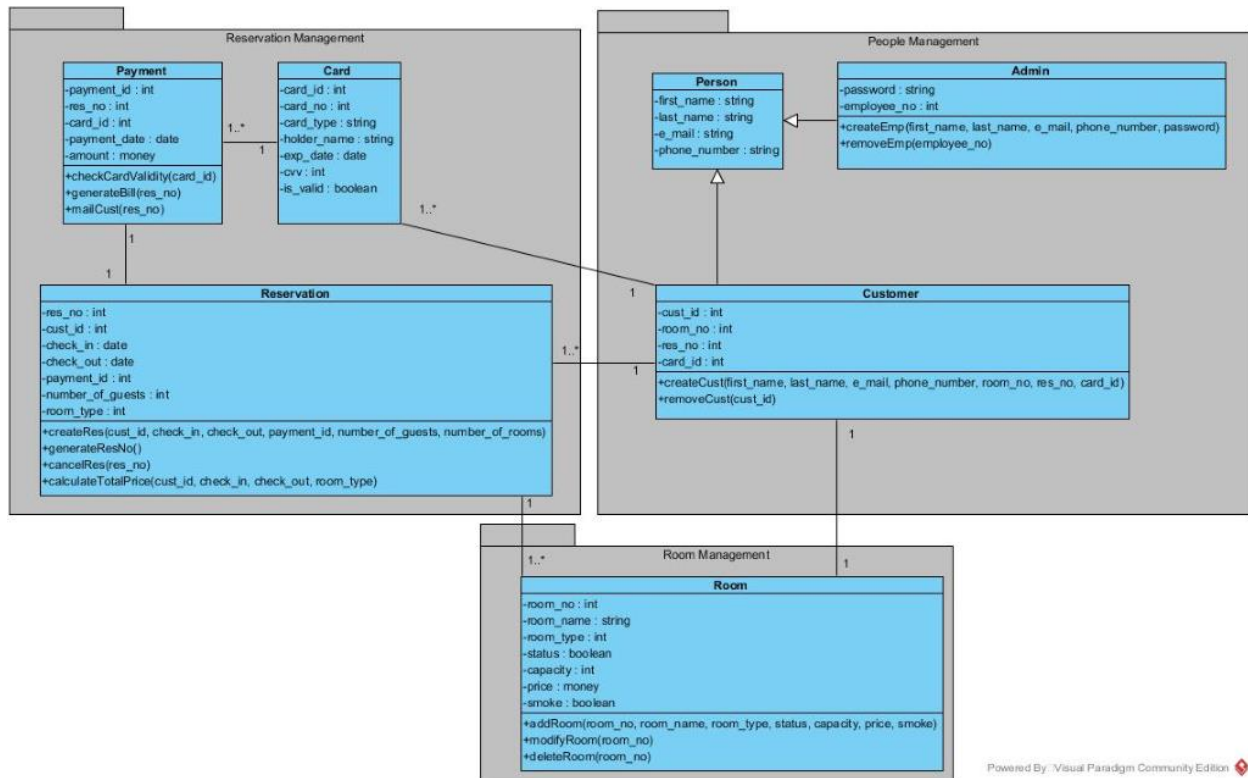 Reservation Management
Payment
-payment_id : int
-res_no : int
-card_id : int
-payment_date : date
-amount : money
+checkCardValidity(card_id)
+generateBill(res_no)
+mailCust(res_no)
1..*
1
Card
-card_id : int
-card_no : int
-card_type : string
-holder_name : string
-exp_date : date
-cvv : int
-is_valid : boolean
1..*
1
1
1
Reservation
-res_no : int
-cust_id : int
-check_in : date
-check_out : date
-payment_id : int
-number_of_guests : int
-room_type : int
+createRes(cust_id, check_in, check_out, payment_id, number_of_guests, number_of_rooms)
+generateResNo()
+cancelRes(res_no)
+calculateTotalPrice(cust_id, check_in, check_out, room_type)
1..*
1
1
1..*
People Management
Person
-first_name : string
-last_name : string
-e_mail : string
-phone_number : string
Admin
-password : string
-employee_no : int
+createEmp(first_name, last_name, e_mail, phone_number, password)
+removeEmp(employee_no)
Customer
-cust_id : int
-room_no : int
-res_no : int
-card_id : int
+createCust(first_name, last_name, e_mail, phone_number, room_no, res_no, card_id)
+removeCust(cust_id)
1
1
Room Management
Room
-room_no : int
-room_name : string
-room_type : int
-status : boolean
-capacity : int
-price : money
-smoke : boolean
+addRoom(room_no, room_name, room_type, status, capacity, price, smoke)
+modifyRoom(room_no)
+deleteRoom(room_no)
Powered By :Visual Paradigm Community Edition